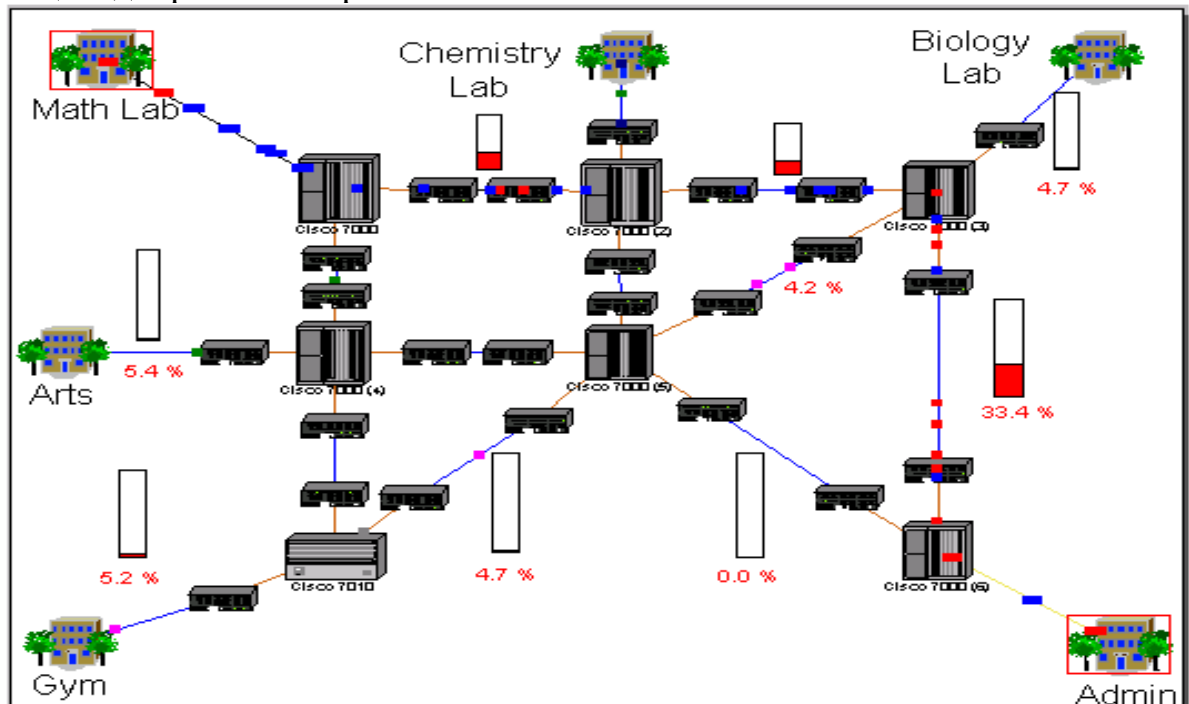 Chemistry
Lab
Biology
Lab
Math Lab
4.7 %
Cisco 7000
Cisco 7000 (2)
Cisco 7000 (3)
4.2 %
5.4 %
Arts
Cisco 7000 (4)
Cisco 7000 (5)
33.4 %
5.2 %
4.7 %
0.0 %
Cisco 7010
Cisco 7000 (6)
Gym
Admin